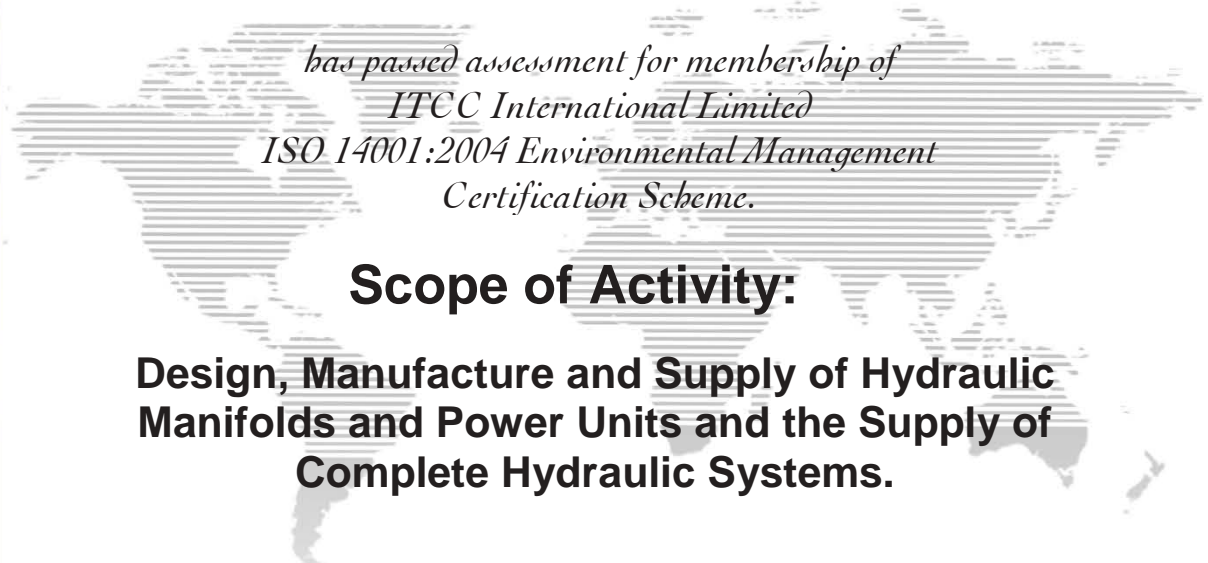 has passed assessment for membership of
ITCC International Limited
ISO 14001:2004 Environmental Management
Certification Scheme.
Scope of Activity:
Design, Manufacture and Supply of Hydraulic
Manifolds and Power Units and the Supply of
Complete Hydraulic Systems.